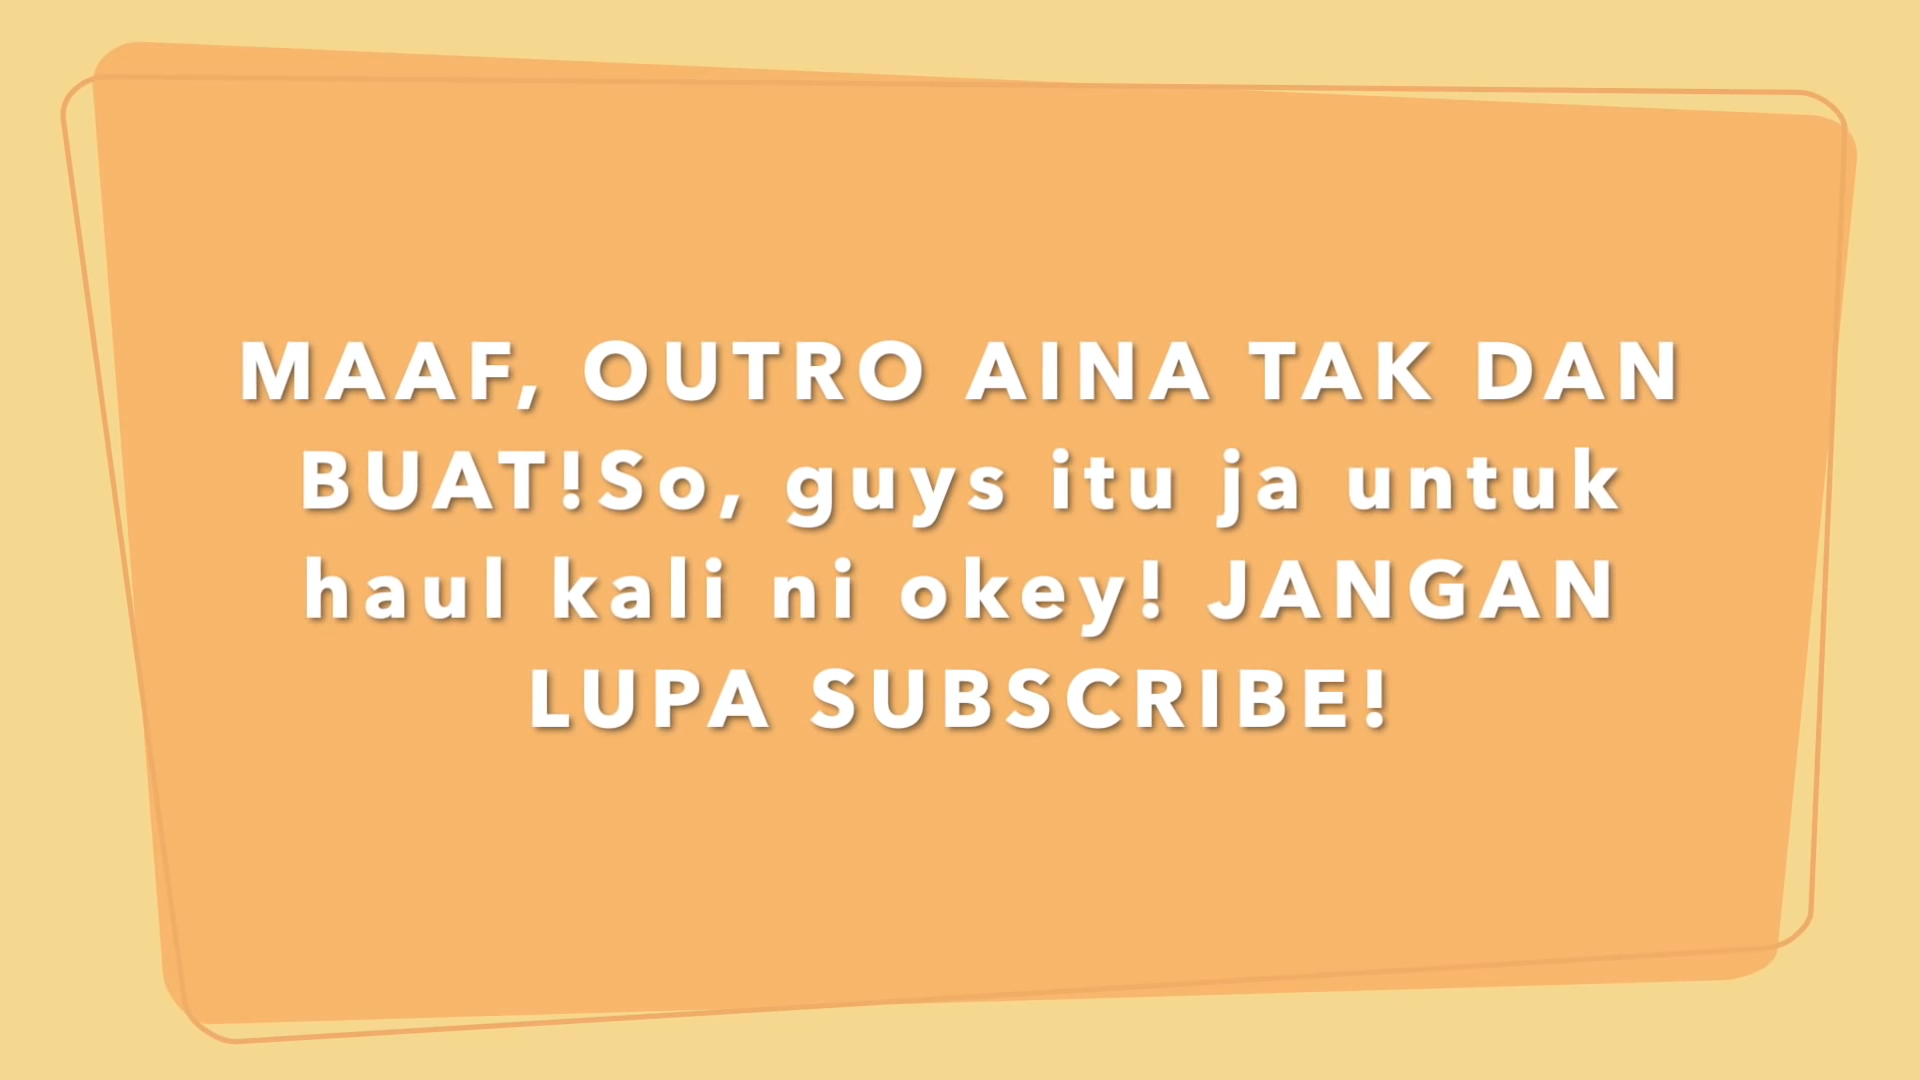 MAAF, OUTRO AINA TAK DAN
BUAT!So, guys itu ja untuk
haul kali ni okey! JANGAN
LUPA SUBSCRIBE!